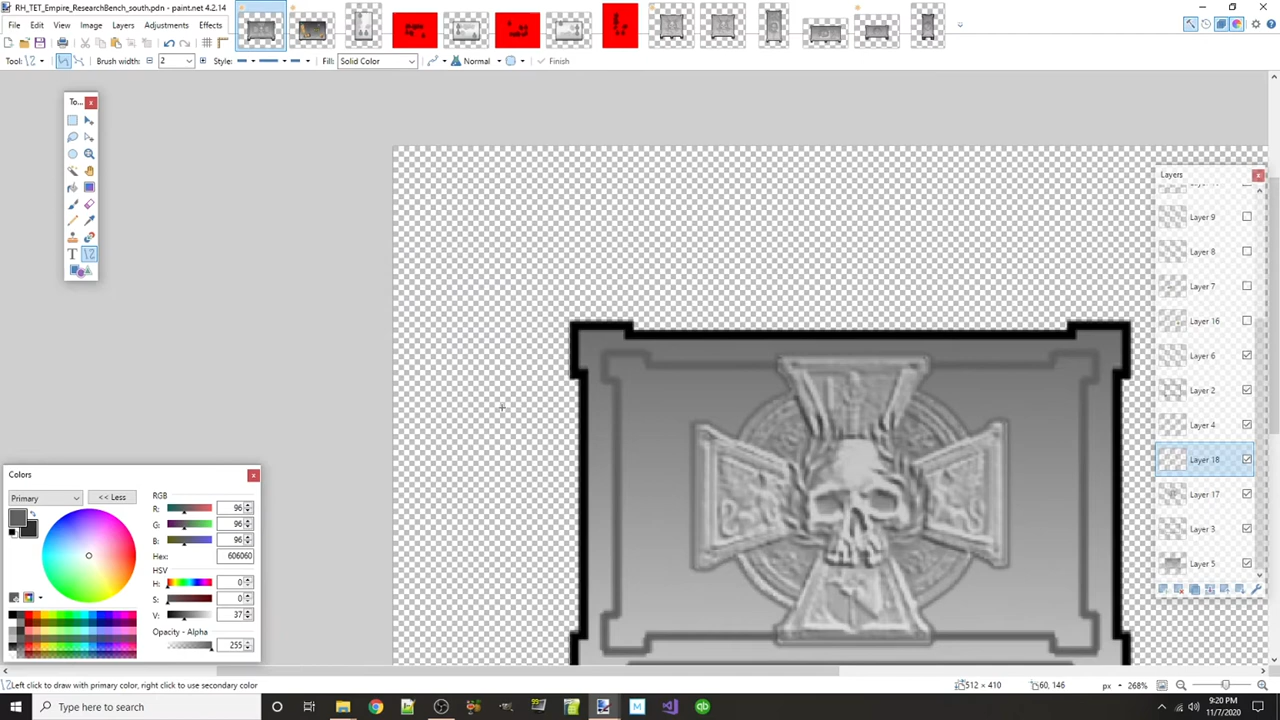 RH_TET_Empire_ResearchBench_south.pdn - paint.net 4.2.14
File Edit View Image Layers Adjustments Effects
Tool: Brush width: 2 Style: Fill: Solid Color Normal Finish
To...
Layers
Layer 9
Layer 8
Layer 7
Layer 16
Layer 6
Layer 2
Layer 4
Layer 18
Layer 17
Layer 3
Layer 5
Colors
Primary << Less
RGB
R: 96
G: 96
B: 96
Hex: 606060
HSV
H: 0
S: 0
V: 37
Opacity - Alpha
255
Left click to draw with primary color, right click to use secondary color 512 × 410 60, 146 px 268%
Type here to search
9:20 PM
11/7/2020